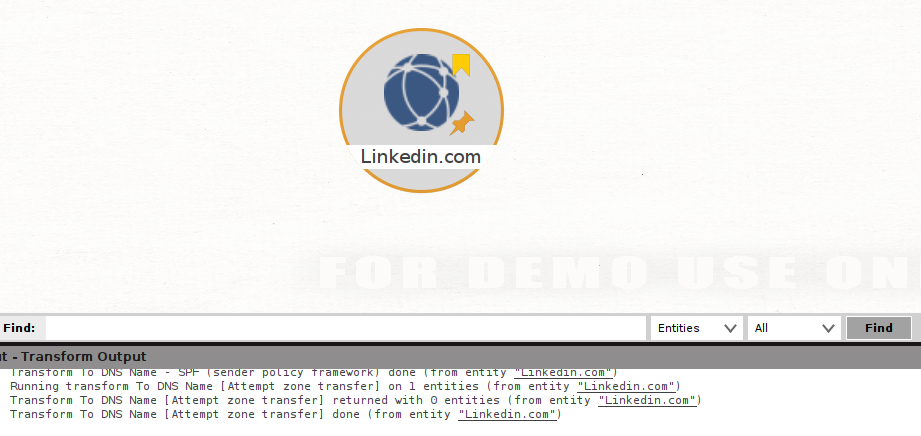 Linkedin.com
FOR DEMO USE ON
Find:
Entities
All
Find
ut - Transform Output
Transform To DNS Name - SPF (sender policy framework) done (from entity "Linkedin.com")
Running transform To DNS Name [Attempt zone transfer] on 1 entities (from entity "Linkedin.com")
Transform To DNS Name [Attempt zone transfer] returned with 0 entities (from entity "Linkedin.com")
Transform To DNS Name [Attempt zone transfer] done (from entity "Linkedin.com")